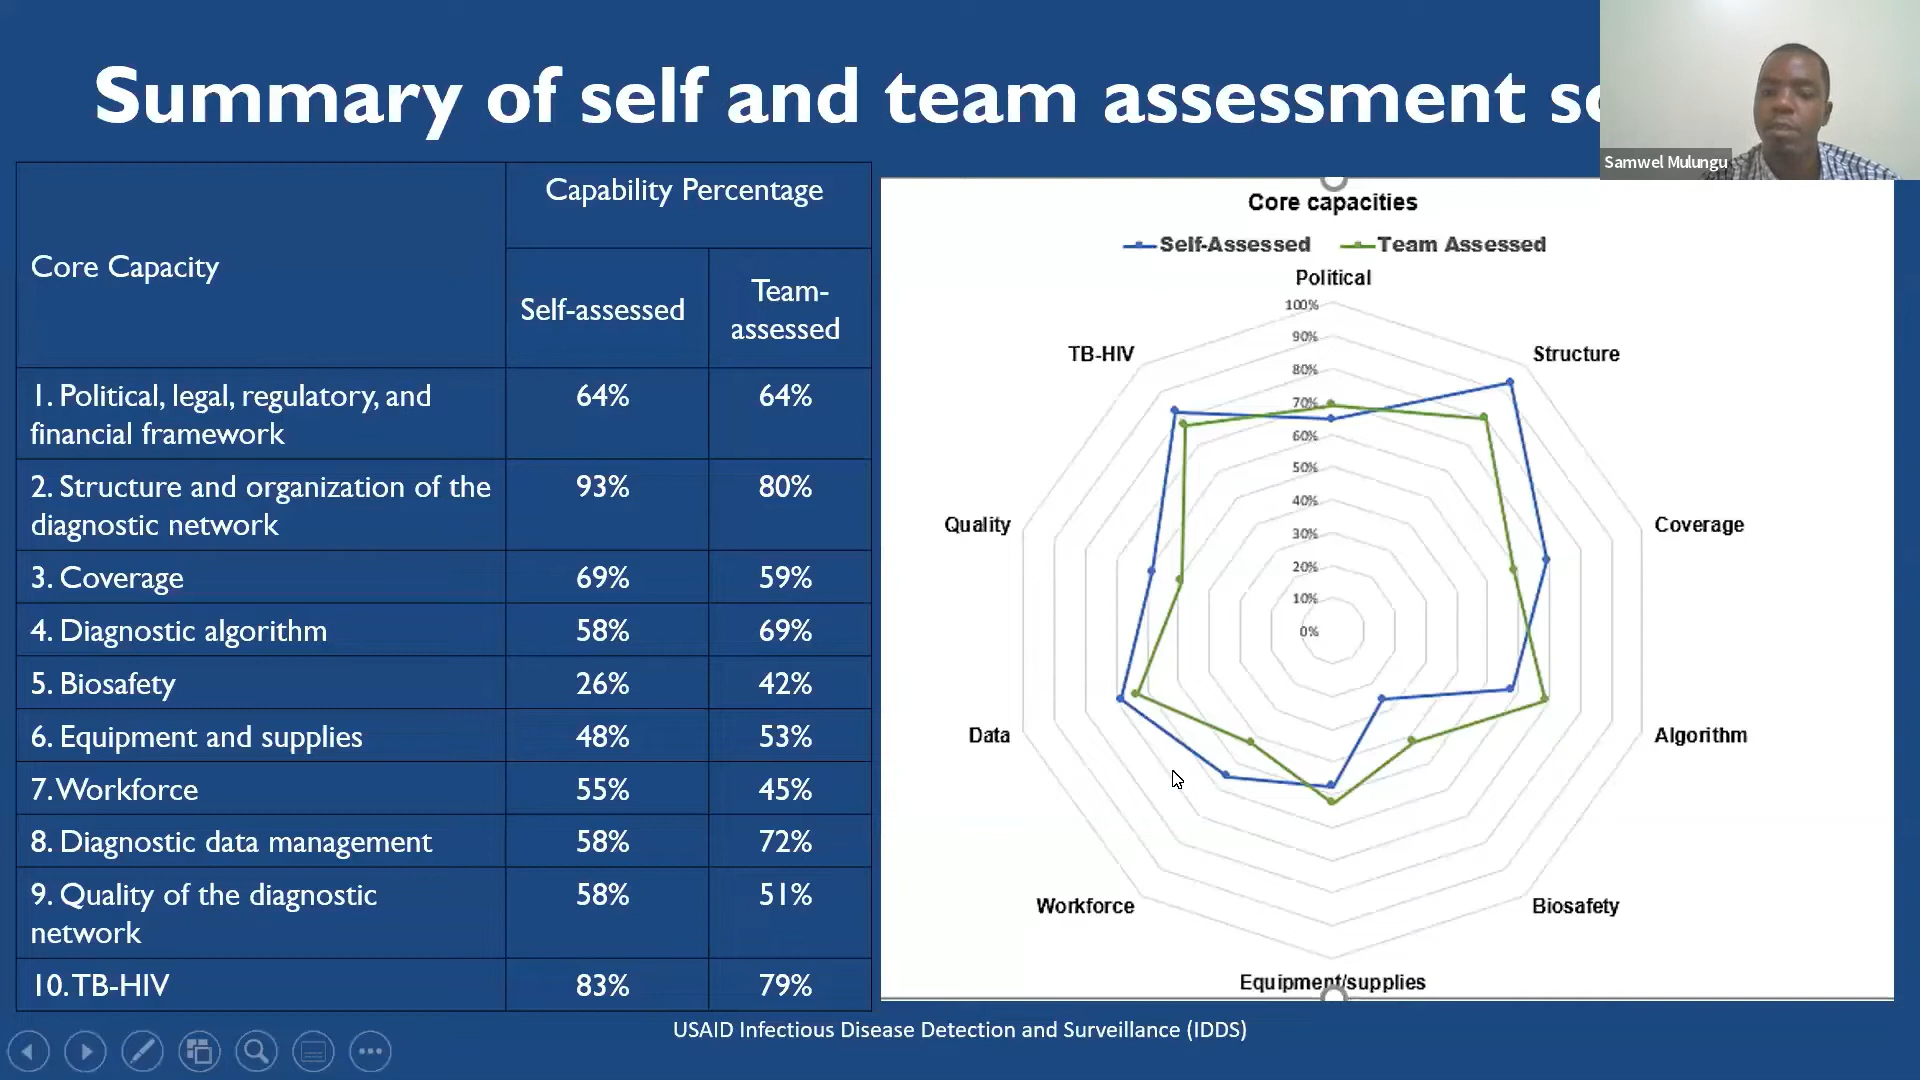 Summary of self and team assessment sc
Samwel Mulungu
Core Capacity
Capability Percentage
Self-assessed
Team-
assessed
1. Political, legal, regulatory, and
financial framework
64%
64%
2. Structure and organization of the
diagnostic network
93%
80%
3. Coverage
69%
59%
4. Diagnostic algorithm
58%
69%
5. Biosafety
26%
42%
6. Equipment and supplies
48%
53%
7. Workforce
55%
45%
8. Diagnostic data management
58%
72%
9. Quality of the diagnostic
network
58%
51%
10. TB-HIV
83%
79%
Core capacities
Self-Assessed
Team Assessed
Political
100%
90%
80%
70%
60%
50%
40%
30%
20%
10%
0%
Structure
Coverage
Algorithm
Biosafety
Equipment/supplies
Workforce
Data
Quality
TB-HIV
USAID Infectious Disease Detection and Surveillance (IDDS)